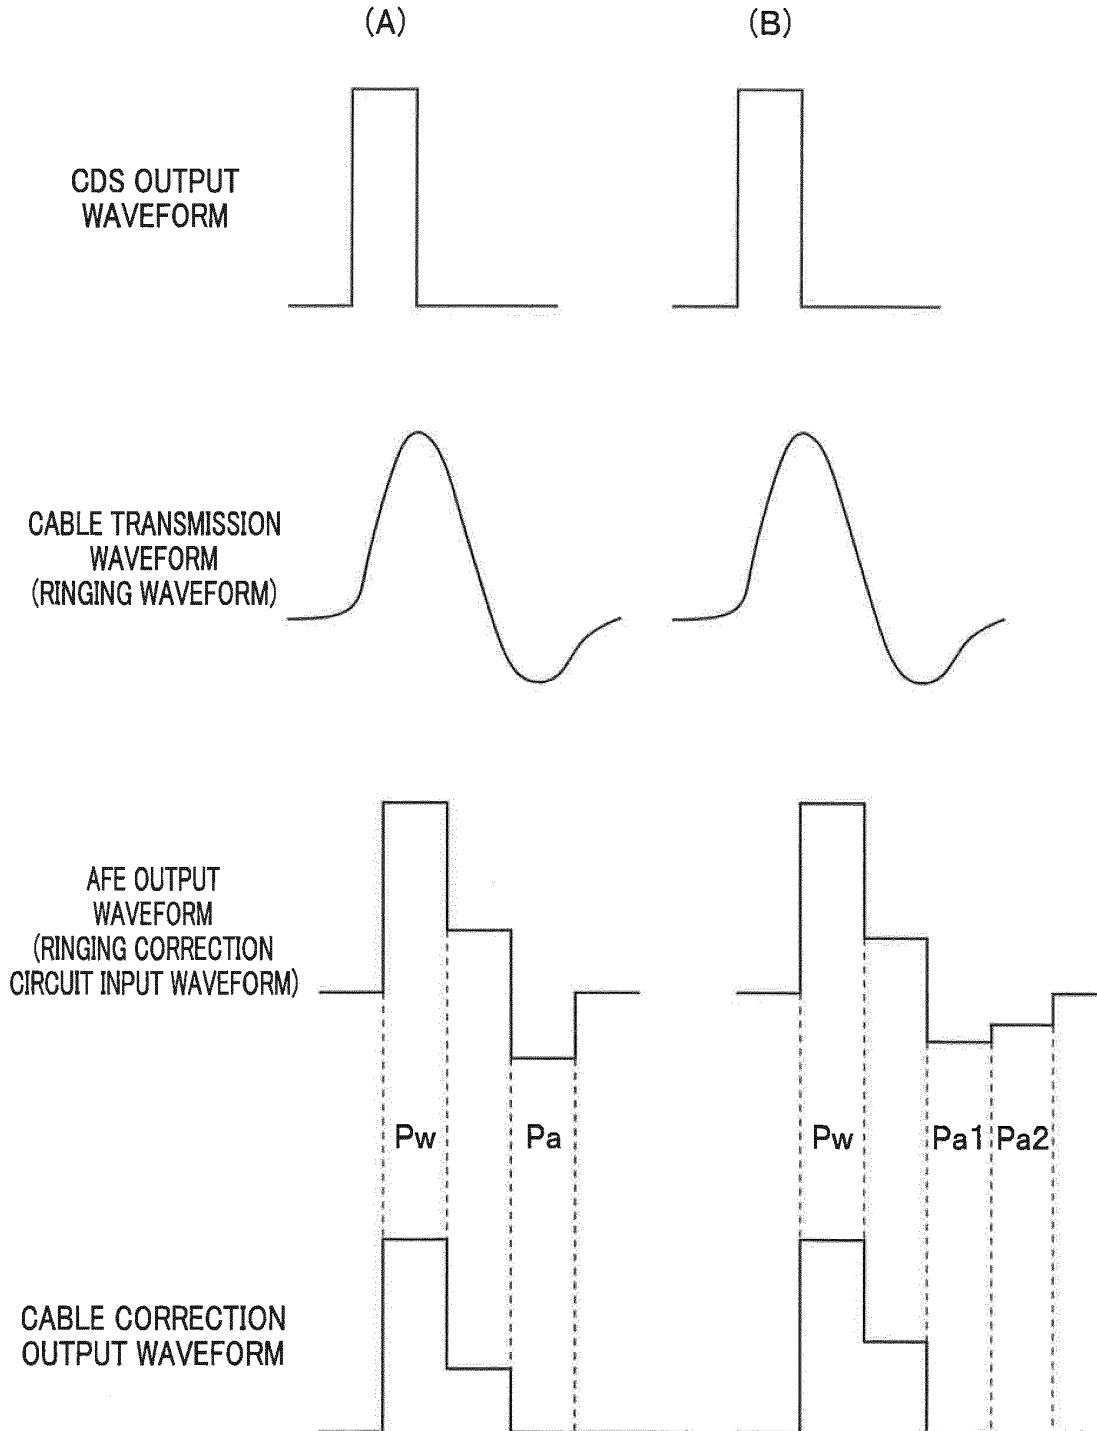 (A)
(B)
CDS OUTPUT
WAVEFORM
CABLE TRANSMISSION
WAVEFORM
(RINGING WAVEFORM)
AFE OUTPUT
WAVEFORM
(RINGING CORRECTION
CIRCUIT INPUT WAVEFORM)
Pw
Pa
Pw
Pa1
Pa2
CABLE CORRECTION
OUTPUT WAVEFORM